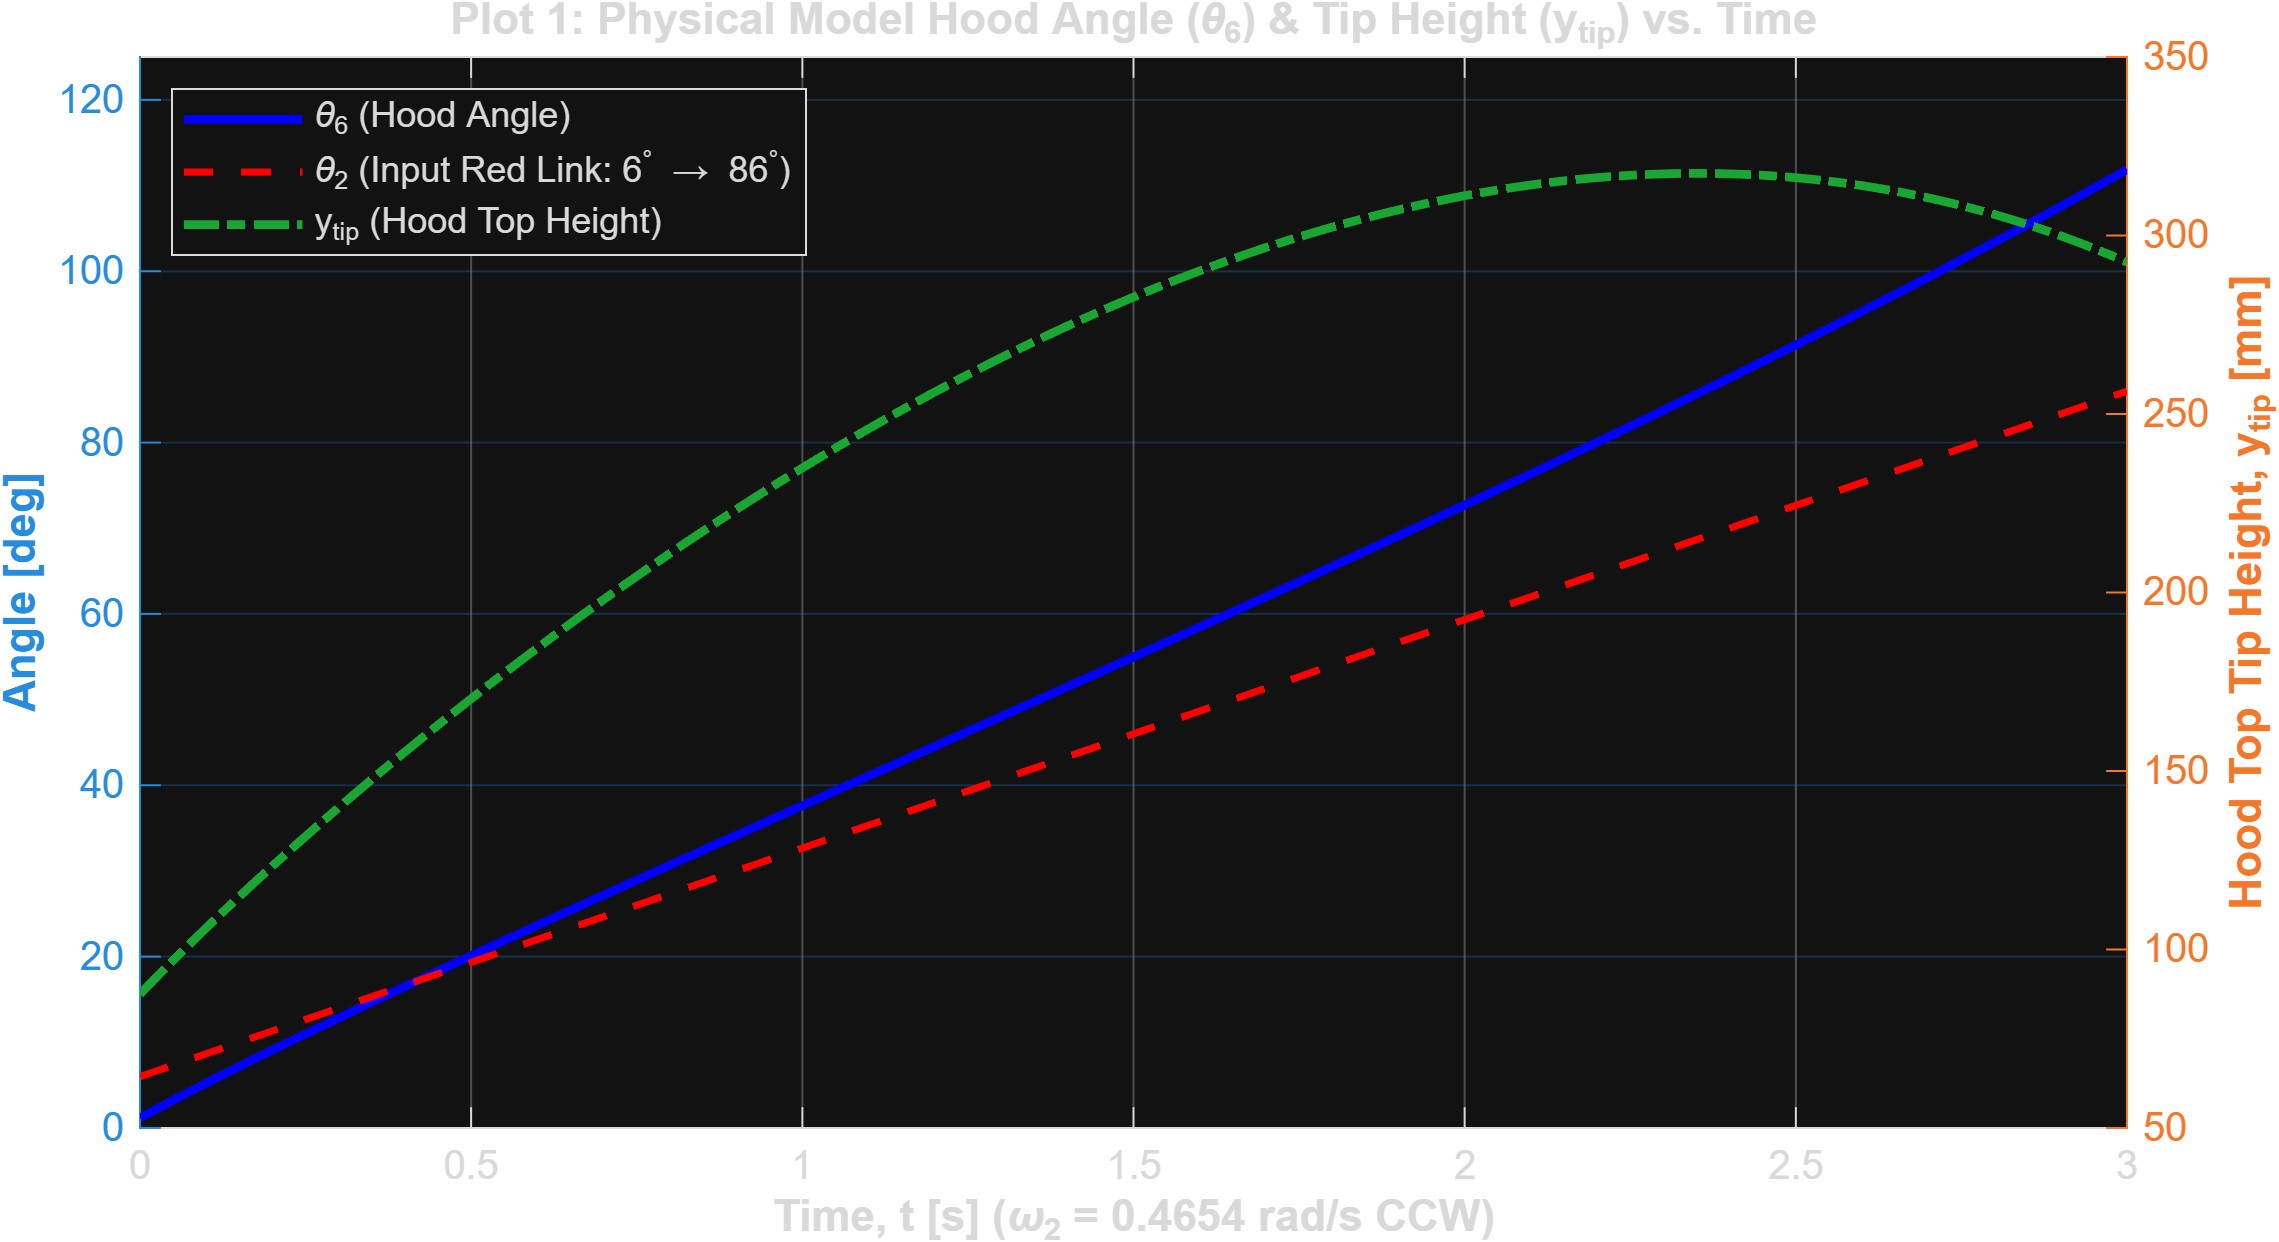 Plot 1: Physical Model Hood Angle (θ₆) & Tip Height (y_tip) vs. Time
θ₆ (Hood Angle)
θ₂ (Input Red Link: 6° → 86°)
y_tip (Hood Top Height)
Angle [deg]
120
100
80
60
40
20
0
350
300
250
200
150
100
50
Hood Top Tip Height, y_tip [mm]
0 0.5 1 1.5 2 2.5 3
Time, t [s] (ω₂ = 0.4654 rad/s CCW)